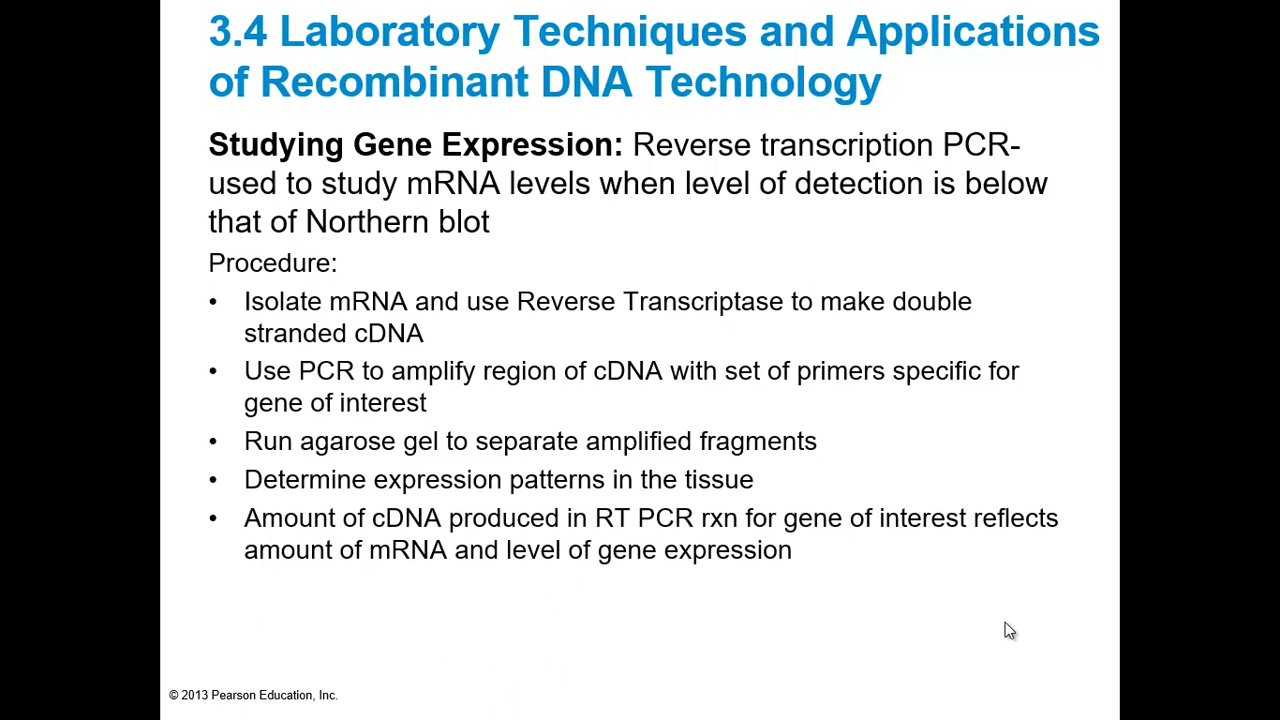 3.4 Laboratory Techniques and Applications
of Recombinant DNA Technology
Studying Gene Expression: Reverse transcription PCR-
used to study mRNA levels when level of detection is below
that of Northern blot
Procedure:
• Isolate mRNA and use Reverse Transcriptase to make double
stranded cDNA
• Use PCR to amplify region of cDNA with set of primers specific for
gene of interest
• Run agarose gel to separate amplified fragments
• Determine expression patterns in the tissue
• Amount of cDNA produced in RT PCR rxn for gene of interest reflects
amount of mRNA and level of gene expression
© 2013 Pearson Education, Inc.